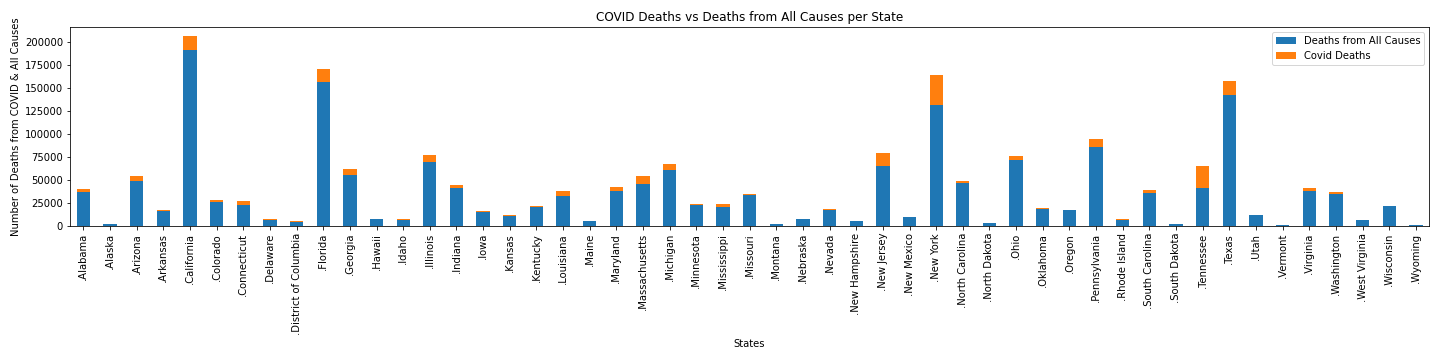 COVID Deaths vs Deaths from All Causes per State
Number of Deaths from COVID & All Causes
200000
175000
150000
125000
100000
75000
50000
25000
0
Deaths from All Causes
Covid Deaths
.Alabama
.Alaska
.Arizona
.Arkansas
.California
.Colorado
.Connecticut
.Delaware
.District of Columbia
.Florida
.Georgia
.Hawaii
.Idaho
.Illinois
.Indiana
.Iowa
.Kansas
.Kentucky
.Louisiana
.Maine
.Maryland
.Massachusetts
.Michigan
.Minnesota
.Mississippi
.Missouri
.Montana
.Nebraska
.Nevada
.New Hampshire
.New Jersey
.New Mexico
.New York
.North Carolina
.North Dakota
.Ohio
.Oklahoma
.Oregon
.Pennsylvania
.Rhode Island
.South Carolina
.South Dakota
.Tennessee
.Texas
.Utah
.Vermont
.Virginia
.Washington
.West Virginia
.Wisconsin
.Wyoming
States